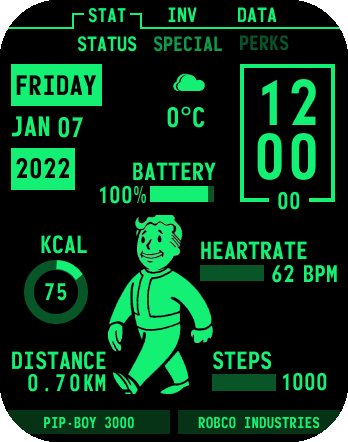 STAT INV DATA
STATUS SPECIAL PERKS
FRIDAY
JAN 07
2022
0°C
12
00
00
BATTERY
100%
KCAL
75
HEARTRATE
62 BPM
DISTANCE
0.70KM
STEPS
1000
PIP-BOY 3000
ROBCO INDUSTRIES